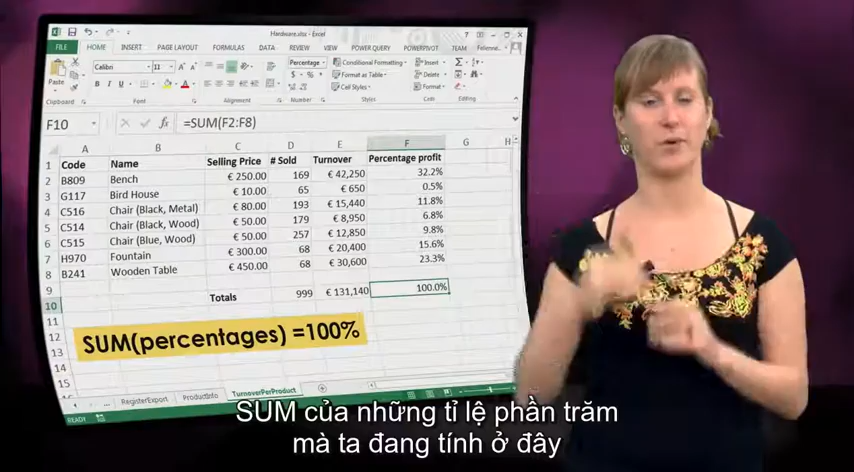 Hardware.xlsx - Excel
FILE HOME INSERT PAGE LAYOUT FORMULAS DATA REVIEW VIEW POWER QUERY POWERPIVOT TEAM Felienne...
Paste Calibri 11 Percentage Conditional Formatting Insert
Format as Table Delete
B I U Cell Styles Format
Clipboard Font Alignment Number Styles Cells Editing
F10 =SUM(F2:F8)
A B C D E F G H
1 Code Name Selling Price # Sold Turnover Percentage profit
2 B809 Bench € 250.00 169 € 42,250 32.2%
3 G117 Bird House € 10.00 65 € 650 0.5%
4 C516 Chair (Black, Metal) € 80.00 193 € 15,440 11.8%
5 C514 Chair (Black, Wood) € 50.00 179 € 8,950 6.8%
6 C515 Chair (Blue, Wood) € 50.00 257 € 12,850 9.8%
7 H970 Fountain € 300.00 68 € 20,400 15.6%
8 B241 Wooden Table € 450.00 68 € 30,600 23.3%
9
10 Totals 999 € 131,140 100.0%
11
12
13
14
15
SUM(percentages) =100%
... RegisterExport ProductInfo TurnoverPerProduct
READY
SUM của những tỉ lệ phần trăm
mà ta đang tính ở đây